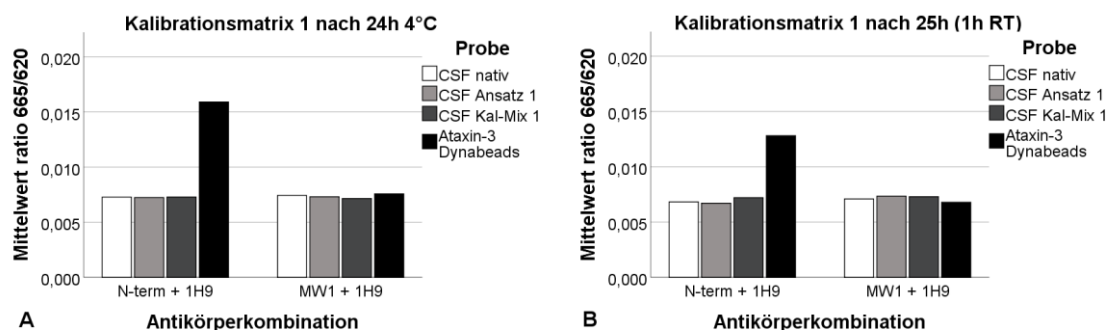 Kalibrationsmatrix 1 nach 24h 4°C
Mittelwert ratio 665/620
0,020
0,015
0,010
0,005
0,000
N-term + 1H9
MW1 + 1H9
Antikörperkombination
A
Probe
CSF nativ
CSF Ansatz 1
CSF Kal-Mix 1
Ataxin-3
Dynabeads
Kalibrationsmatrix 1 nach 25h (1h RT)
Mittelwert ratio 665/620
0,020
0,015
0,010
0,005
0,000
N-term + 1H9
MW1 + 1H9
Antikörperkombination
B
Probe
CSF nativ
CSF Ansatz 1
CSF Kal-Mix 1
Ataxin-3
Dynabeads